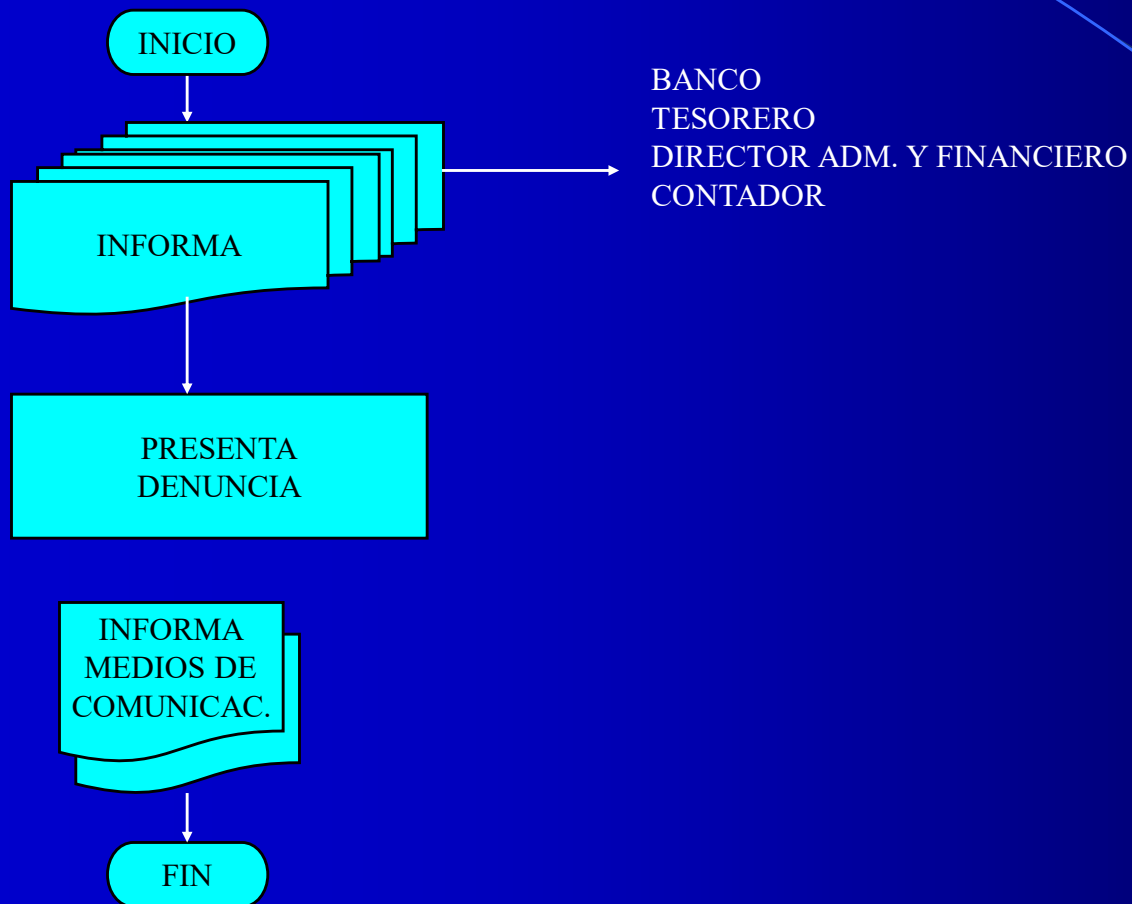 INICIO
BANCO
TESORERO
DIRECTOR ADM. Y FINANCIERO
CONTADOR
INFORMA
PRESENTA
DENUNCIA
INFORMA
MEDIOS DE
COMUNICAC.
FIN